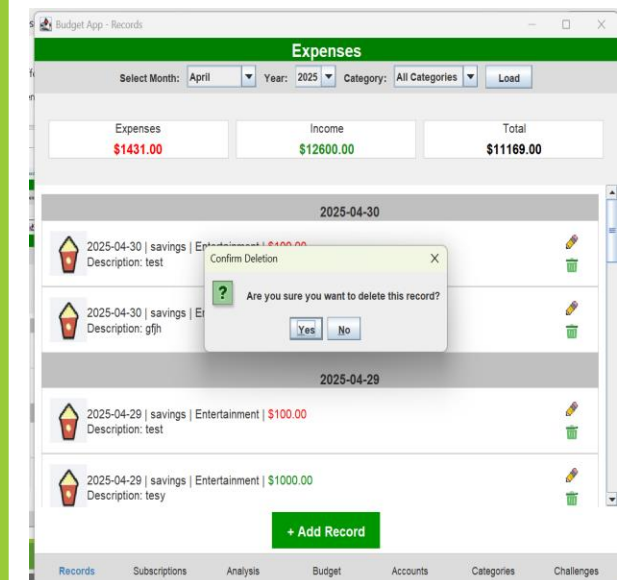 Budget App - Records
Expenses
Select Month: April Year: 2025 Category: All Categories Load
Expenses Income Total
$1431.00 $12600.00 $11169.00
2025-04-30
2025-04-30 | savings | Entertainment | $100.00
Description: test
Confirm Deletion
Are you sure you want to delete this record?
Yes No
2025-04-30 | savings |
Description: gfjh
2025-04-29
2025-04-29 | savings | Entertainment | $100.00
Description: test
2025-04-29 | savings | Entertainment | $1000.00
Description: tesy
+ Add Record
Records Subscriptions Analysis Budget Accounts Categories Challenges